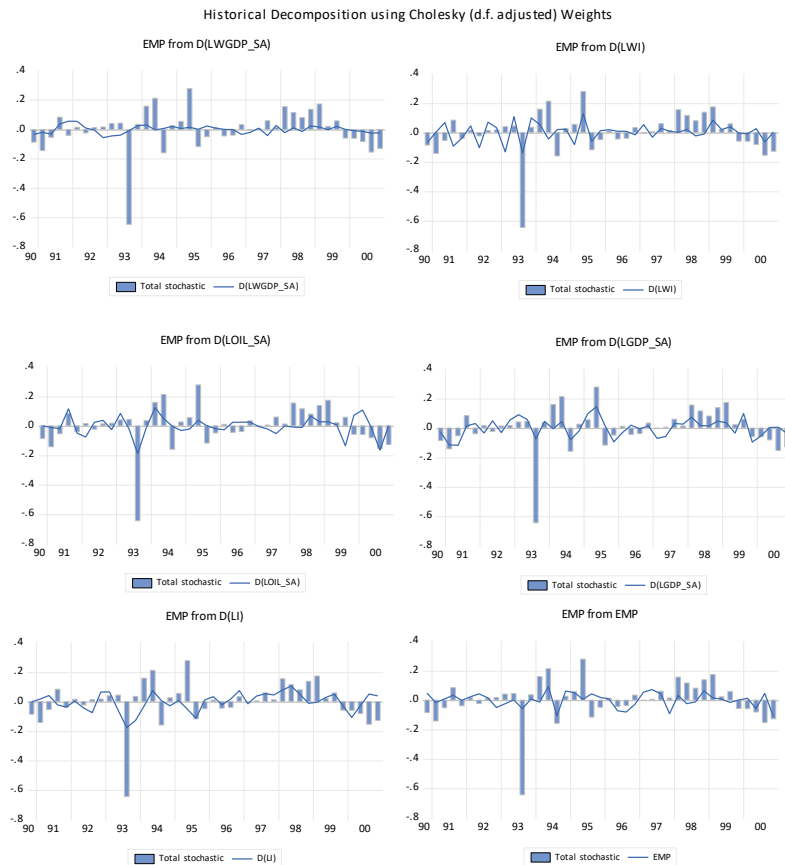 Historical Decomposition using Cholesky (d.f. adjusted) Weights
EMP from D(LWGDP_SA)
.4
.2
.0
-.2
-.4
-.6
-.8
90 91 92 93 94 95 96 97 98 99 00
Total stochastic D(LWGDP_SA)
EMP from D(LWI)
.4
.2
.0
-.2
-.4
-.6
-.8
90 91 92 93 94 95 96 97 98 99 00
Total stochastic D(LWI)
EMP from D(LOIL_SA)
.4
.2
.0
-.2
-.4
-.6
-.8
90 91 92 93 94 95 96 97 98 99 00
Total stochastic D(LOIL_SA)
EMP from D(LGDP_SA)
.4
.2
.0
-.2
-.4
-.6
-.8
90 91 92 93 94 95 96 97 98 99 00
Total stochastic D(LGDP_SA)
EMP from D(LI)
.4
.2
.0
-.2
-.4
-.6
-.8
90 91 92 93 94 95 96 97 98 99 00
Total stochastic D(LI)
EMP from EMP
.4
.2
.0
-.2
-.4
-.6
-.8
90 91 92 93 94 95 96 97 98 99 00
Total stochastic EMP